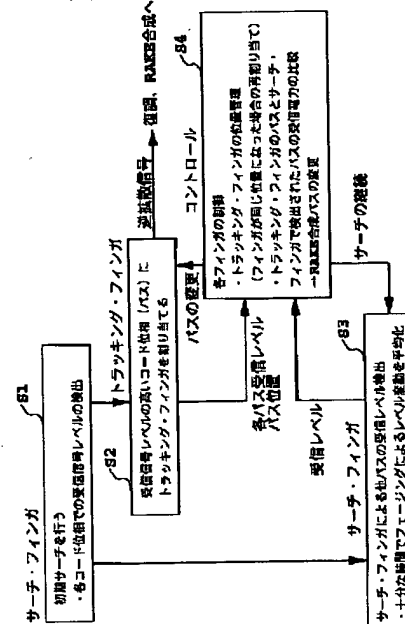 サーチ・フィンガ
S1
初期サーチを行う
・各コード位相での受信信号レベルの検出
トラッキング・フィンガ
S2
受信信号レベルの高いコード位相(パス)に
トラッキング・フィンガを割り当てる
逆拡散信号
復調、RAKE合成へ
パスの変更
コントロール
S4
各フィンガの制御
・トラッキング・フィンガの位置管理
(フィンガが同じ位置になった場合の再割り当て)
・トラッキング・フィンガのパスとサーチ・
フィンガで検出されたパスの受信電力の比較
→RAKE合成パスの変更
各パス受信レベル
パス位置
受信レベル
サーチの継続
サーチ・フィンガ
S3
サーチ・フィンガによる他パスの受信レベル検出
・十分な時間でフェージングによるレベル変動を平均化